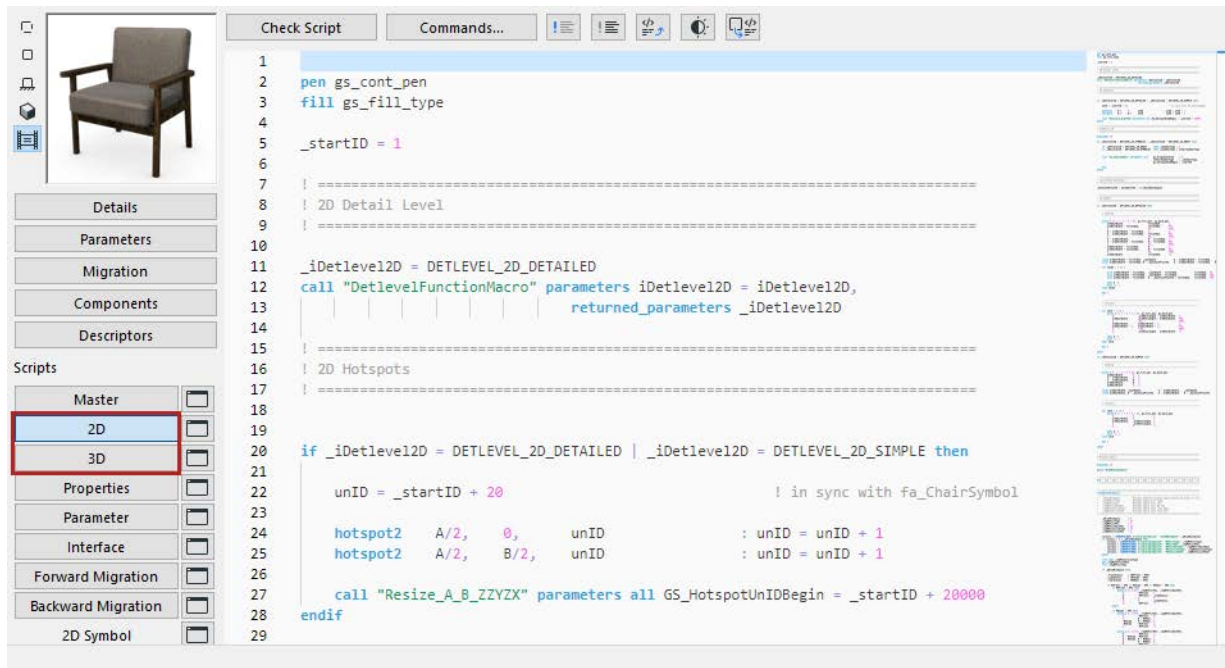 Check Script
Commands...
Details
Parameters
Migration
Components
Descriptors
Scripts
Master
2D
3D
Properties
Parameter
Interface
Forward Migration
Backward Migration
2D Symbol
1
2 pen gs_cont_pen
3 fill gs_fill_type
4
5 _startID = 1
6
7 ! ==============================================================================
8 ! 2D Detail Level
9 ! ==============================================================================
10
11 _iDetlevel2D = DETLEVEL_2D_DETAILED
12 call "DetlevelFunctionMacro" parameters iDetlevel2D = iDetlevel2D,
13 returned_parameters _iDetlevel2D
14
15 ! ==============================================================================
16 ! 2D Hotspots
17 ! ==============================================================================
18
19
20 if _iDetlevel2D = DETLEVEL_2D_DETAILED | _iDetlevel2D = DETLEVEL_2D_SIMPLE then
21
22 unID = _startID + 20 ! in sync with fa_ChairSymbol
23
24 hotspot2 A/2, 0, unID : unID = unID + 1
25 hotspot2 A/2, B/2, unID : unID = unID + 1
26
27 call "Resize_A_B_ZZYZX" parameters all GS_HotspotUnIDBegin = _startID + 20000
28 endif
29